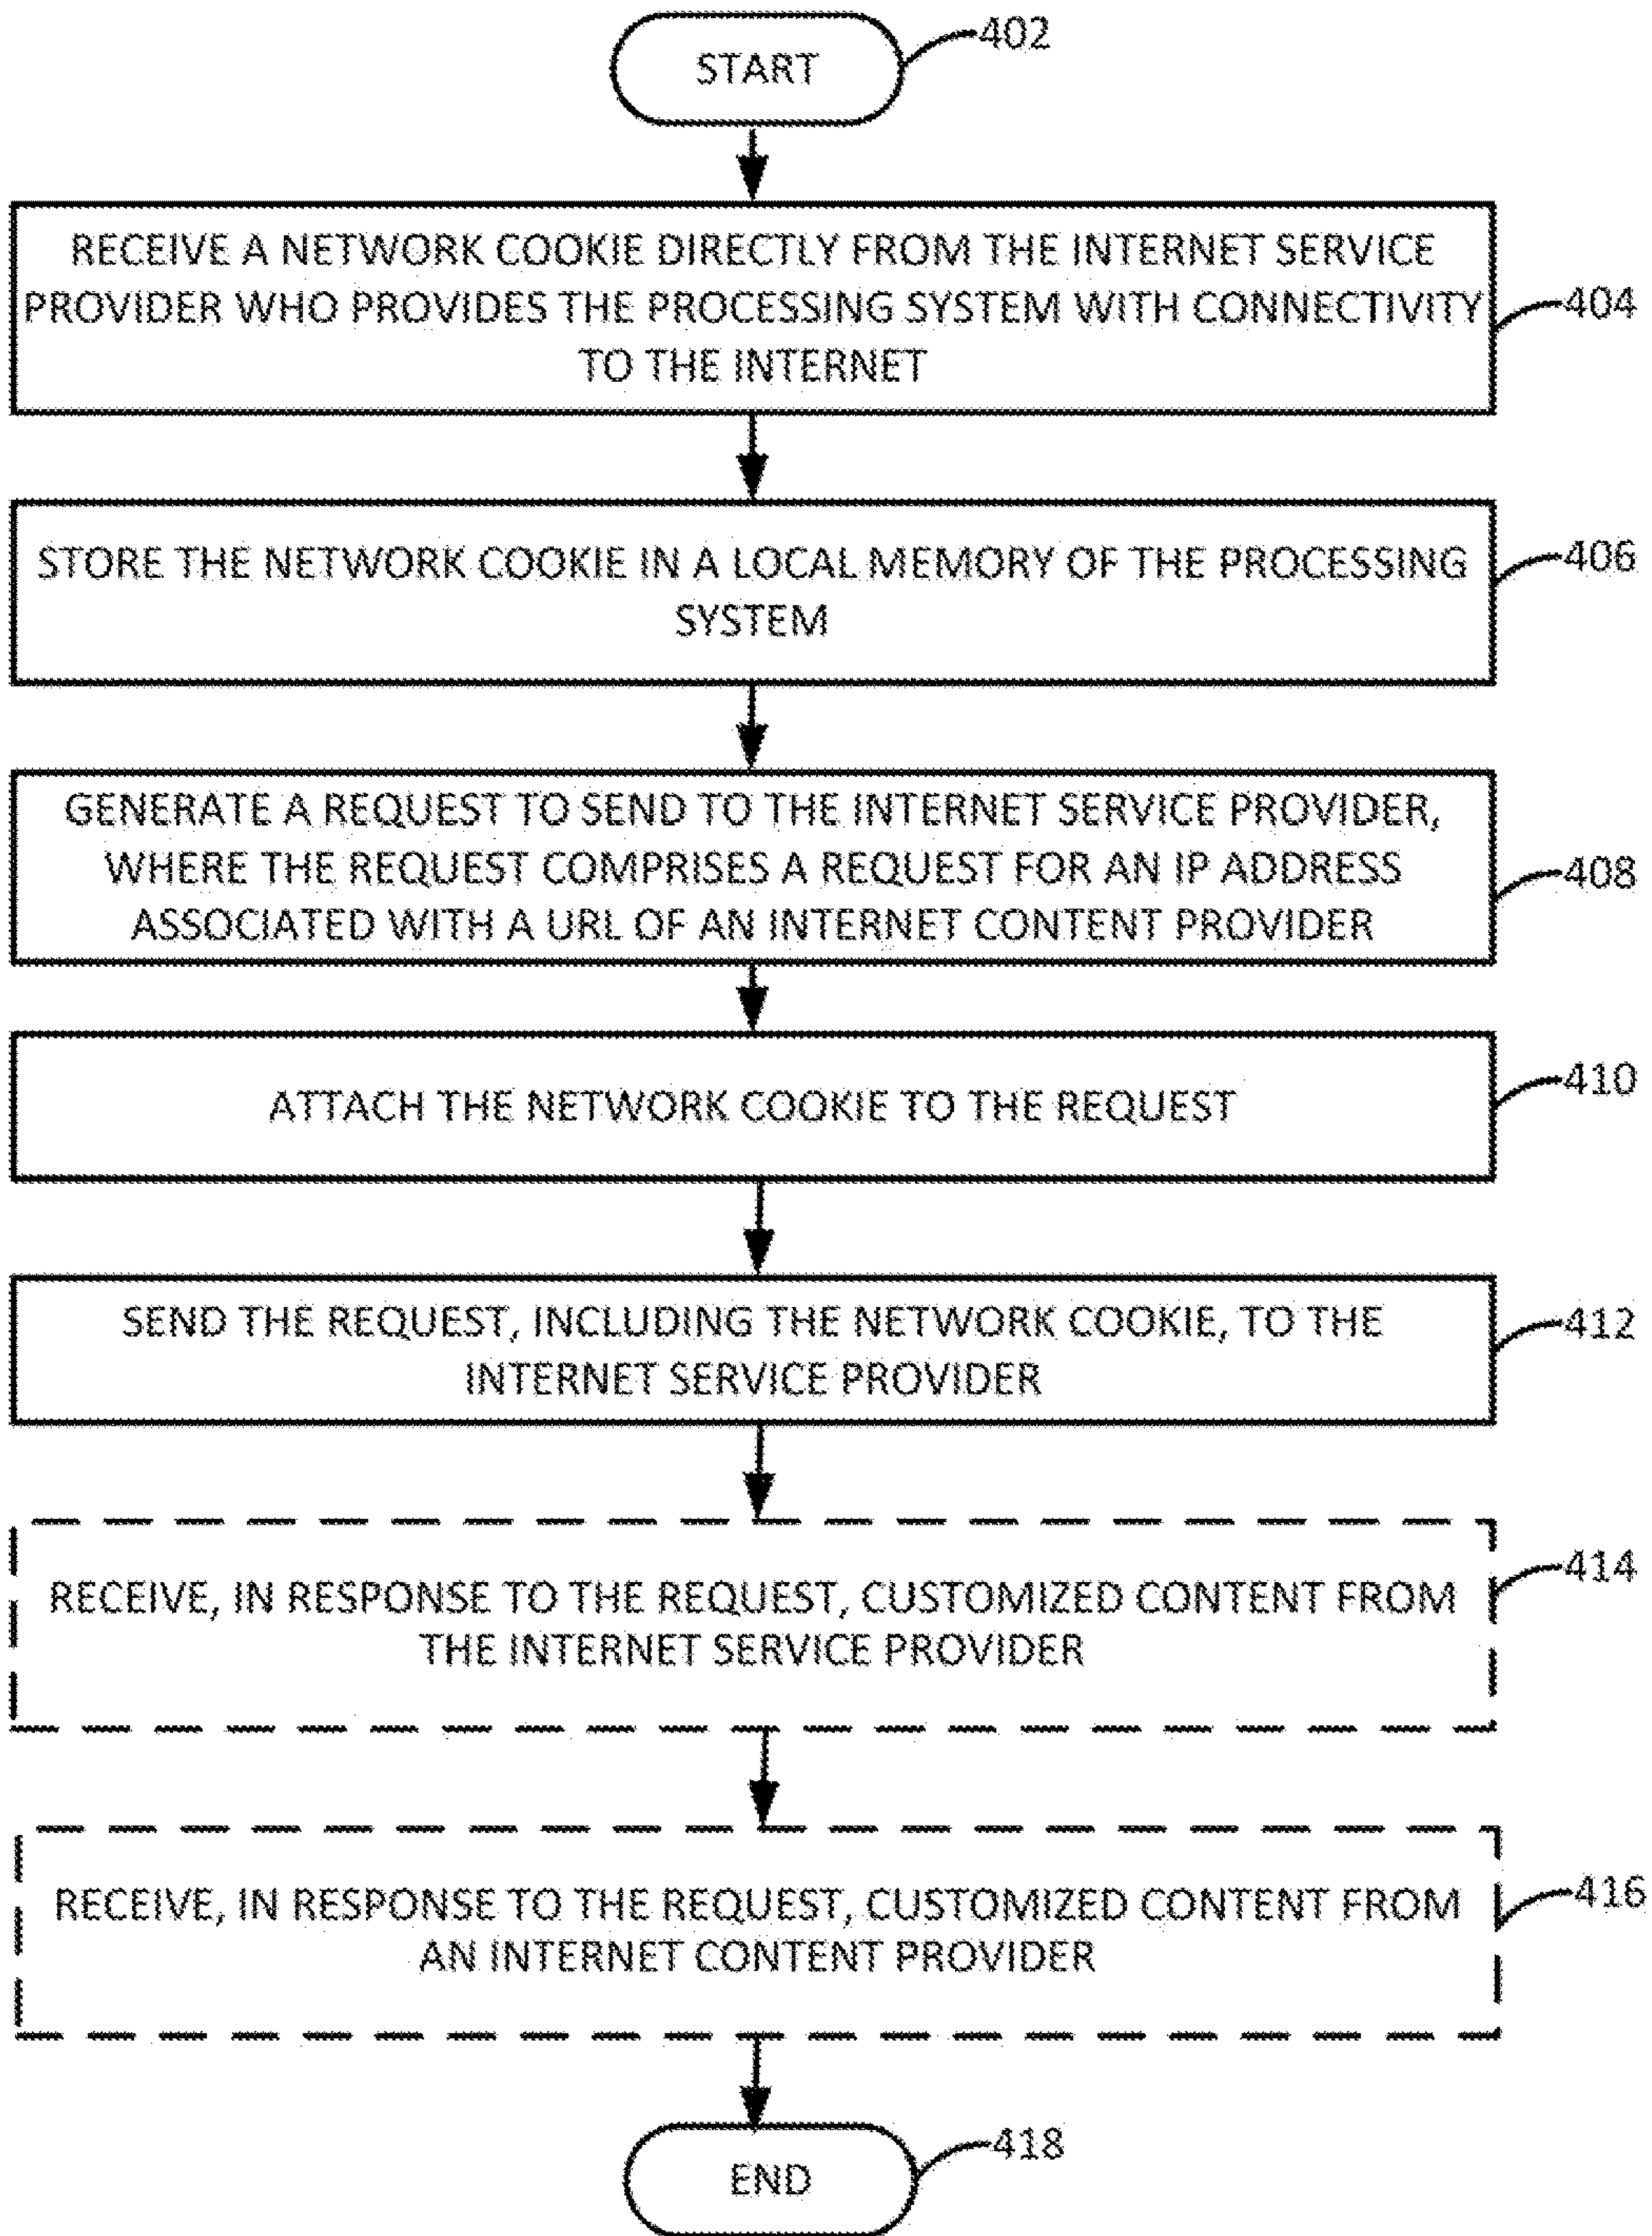 START
402
RECEIVE A NETWORK COOKIE DIRECTLY FROM THE INTERNET SERVICE
PROVIDER WHO PROVIDES THE PROCESSING SYSTEM WITH CONNECTIVITY
TO THE INTERNET
404
STORE THE NETWORK COOKIE IN A LOCAL MEMORY OF THE PROCESSING
SYSTEM
406
GENERATE A REQUEST TO SEND TO THE INTERNET SERVICE PROVIDER,
WHERE THE REQUEST COMPRISES A REQUEST FOR AN IP ADDRESS
ASSOCIATED WITH A URL OF AN INTERNET CONTENT PROVIDER
408
ATTACH THE NETWORK COOKIE TO THE REQUEST
410
SEND THE REQUEST, INCLUDING THE NETWORK COOKIE, TO THE
INTERNET SERVICE PROVIDER
412
RECEIVE, IN RESPONSE TO THE REQUEST, CUSTOMIZED CONTENT FROM
THE INTERNET SERVICE PROVIDER
414
RECEIVE, IN RESPONSE TO THE REQUEST, CUSTOMIZED CONTENT FROM
AN INTERNET CONTENT PROVIDER
416
END
418